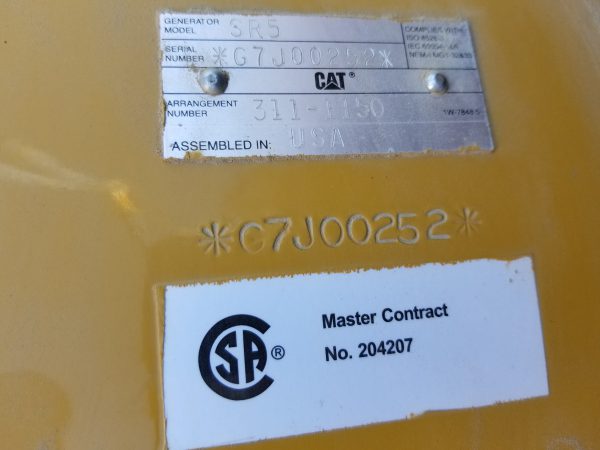 GENERATOR MODEL SR5
SERIAL NUMBER *G7J00252*
CAT®
ARRANGEMENT NUMBER 311-1150
ASSEMBLED IN: USA
COMPLIES WITH:
*G7J00252*
CSA®
Master Contract
No. 204207